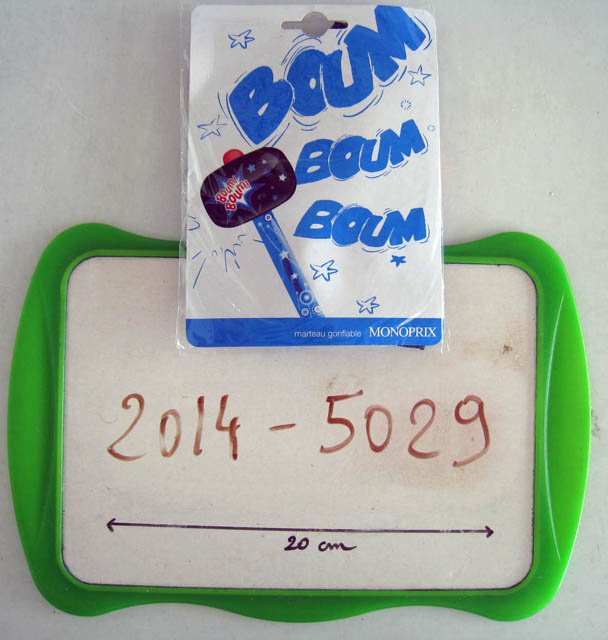 BOUM
BOUM
BOUM
Boum!
Boum!
marteau gonflable MONOPRIX
2014 - 5029
20 cm